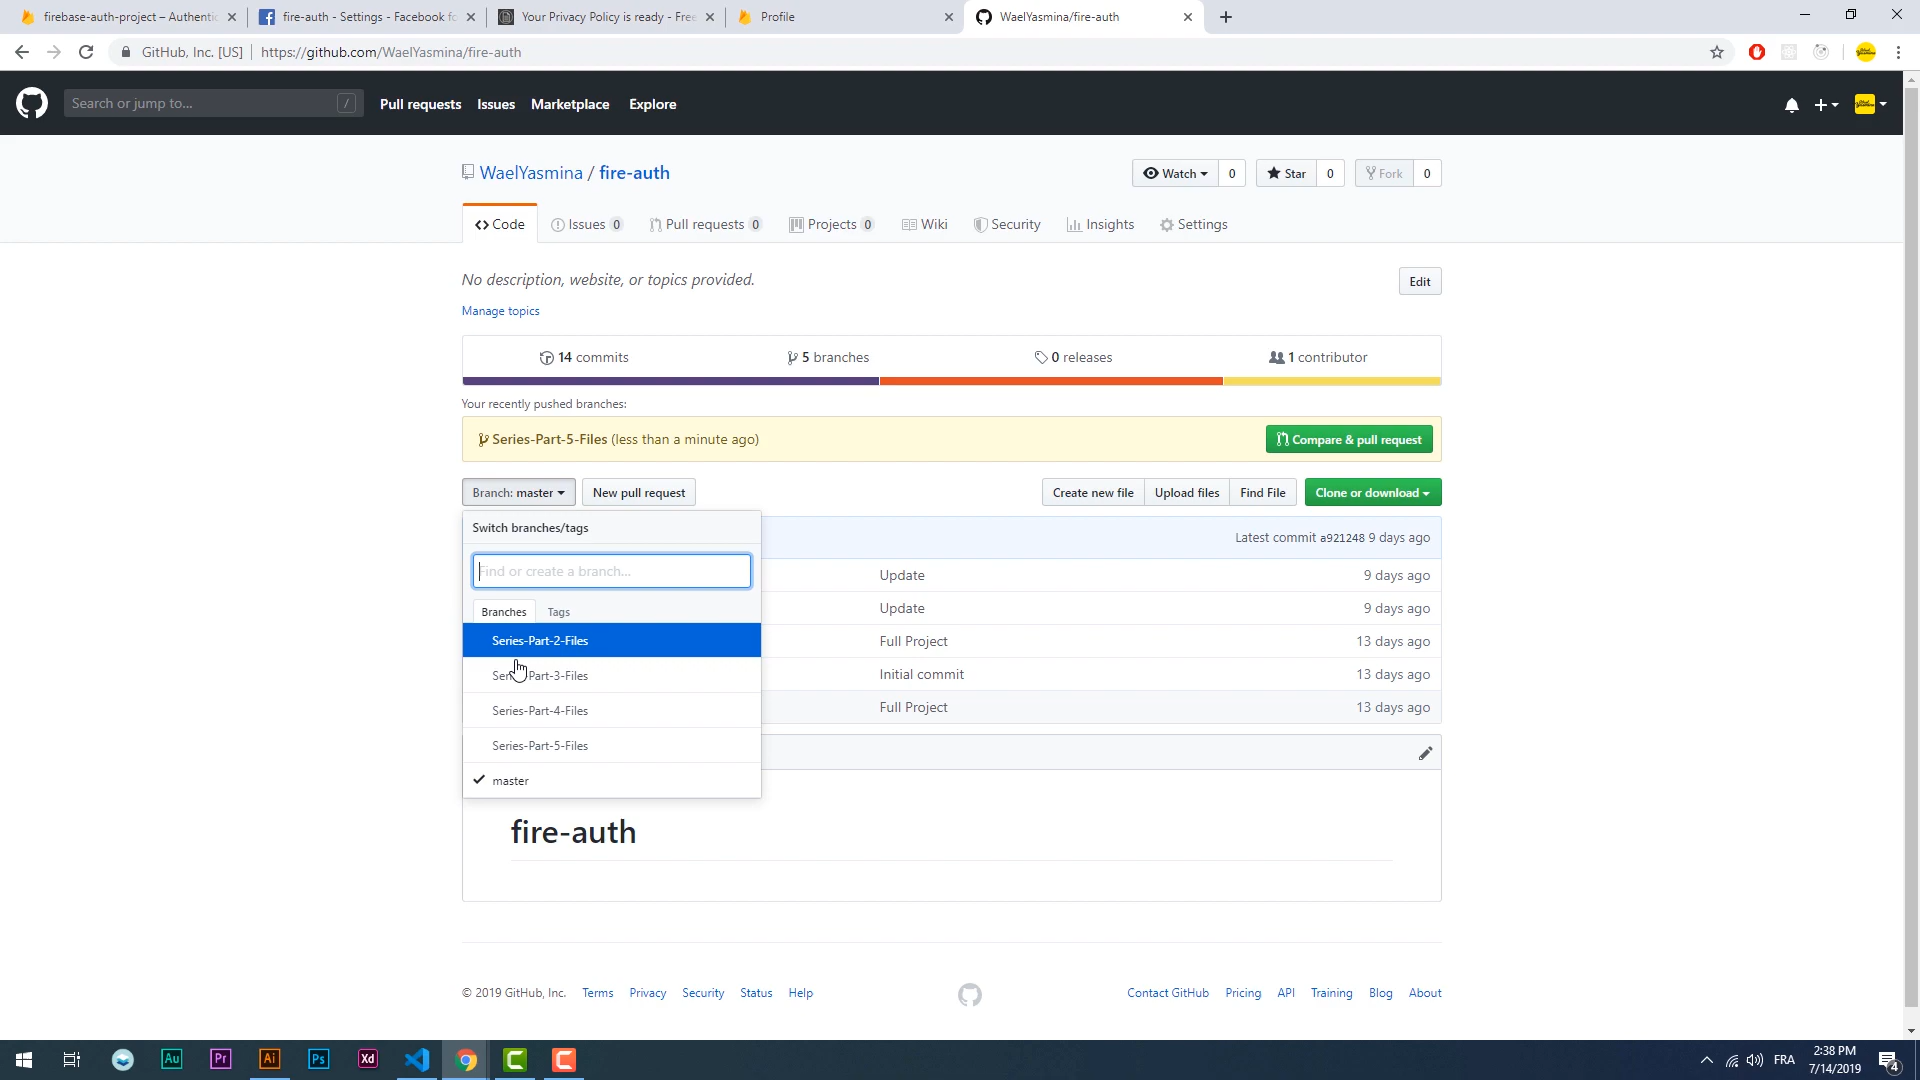 firebase-auth-project – Authentic
fire-auth - Settings - Facebook fo
Your Privacy Policy is ready - Free
Profile
WaelYasmina/fire-auth
GitHub, Inc. [US]
https://github.com/WaelYasmina/fire-auth
Search or jump to...
/
Pull requests
Issues
Marketplace
Explore
WaelYasmina / fire-auth
Watch 0
Star 0
Fork 0
Code
Issues 0
Pull requests 0
Projects 0
Wiki
Security
Insights
Settings
No description, website, or topics provided.
Edit
Manage topics
14 commits
5 branches
0 releases
1 contributor
Your recently pushed branches:
Series-Part-5-Files (less than a minute ago)
Compare & pull request
Branch: master
New pull request
Create new file
Upload files
Find File
Clone or download
Switch branches/tags
Latest commit a921248 9 days ago
Find or create a branch...
Update 9 days ago
Branches
Tags
Update 9 days ago
Series-Part-2-Files
Full Project 13 days ago
Part-3-Files
Initial commit 13 days ago
Series-Part-4-Files
Full Project 13 days ago
Series-Part-5-Files
master
fire-auth
© 2019 GitHub, Inc.
Terms
Privacy
Security
Status
Help
Contact GitHub
Pricing
API
Training
Blog
About
Au
Pr
Ai
Ps
Xd
FRA
2:38 PM
7/14/2019
4